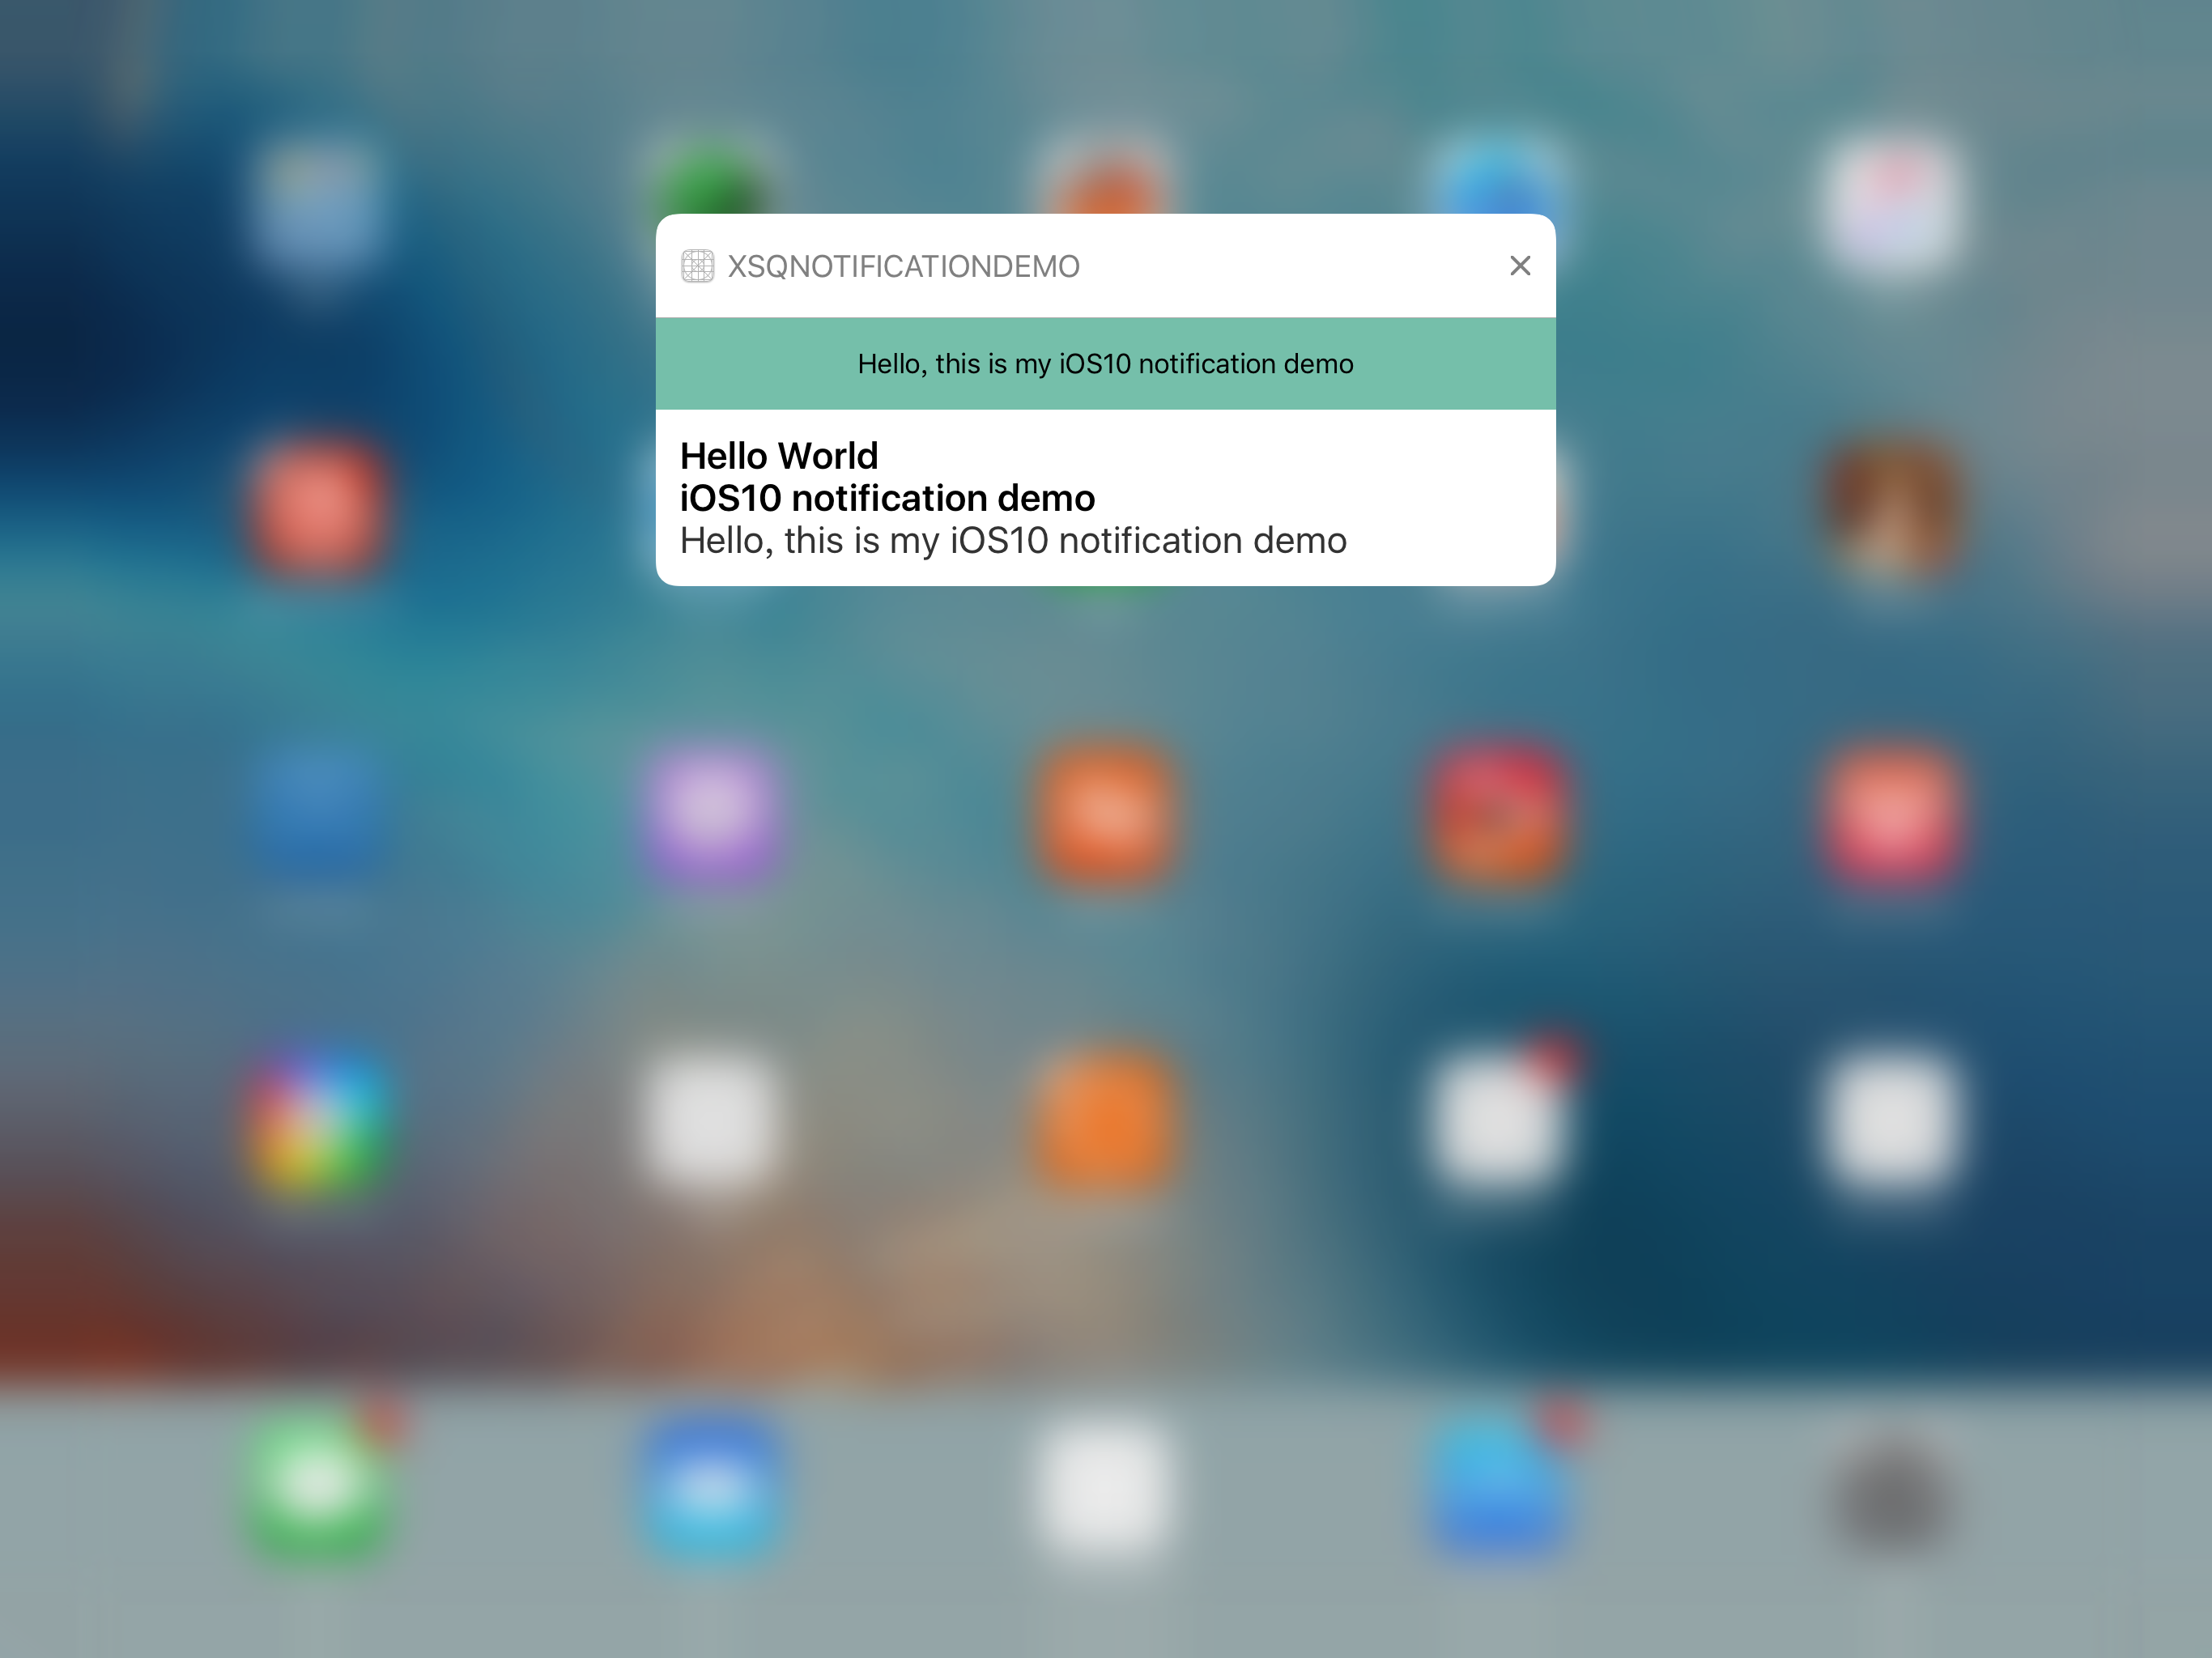 XSQNOTIFICATIONDEMO
Hello, this is my iOS10 notification demo
Hello World
iOS10 notification demo
Hello, this is my iOS10 notification demo